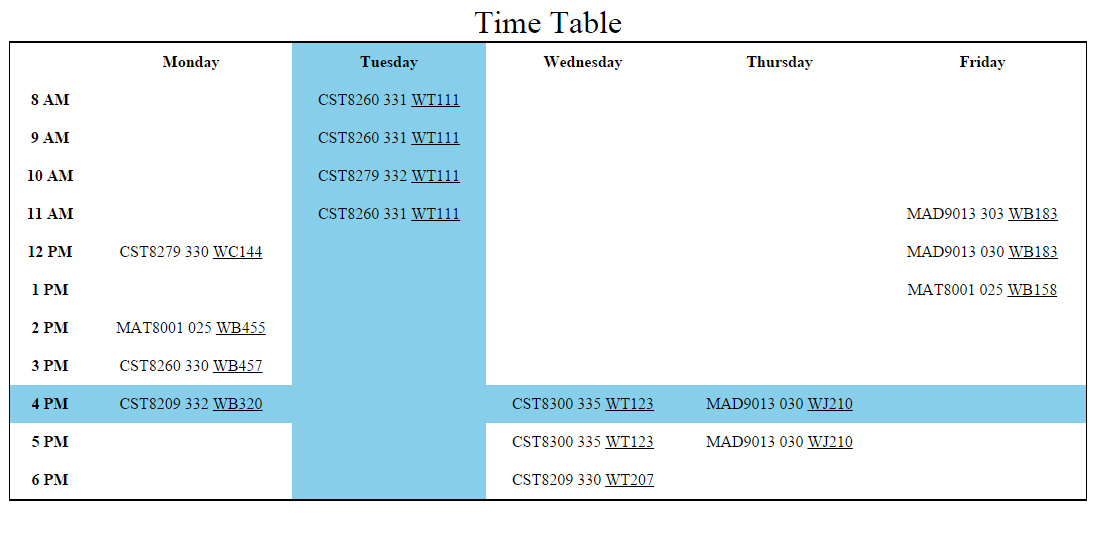 Time Table
Monday Tuesday Wednesday Thursday Friday
8 AM CST8260 331 WT111
9 AM CST8260 331 WT111
10 AM CST8279 332 WT111
11 AM CST8260 331 WT111 MAD9013 303 WB183
12 PM CST8279 330 WC144 MAD9013 030 WB183
1 PM MAT8001 025 WB158
2 PM MAT8001 025 WB455
3 PM CST8260 330 WB457
4 PM CST8209 332 WB320 CST8300 335 WT123 MAD9013 030 WJ210
5 PM CST8300 335 WT123 MAD9013 030 WJ210
6 PM CST8209 330 WT207